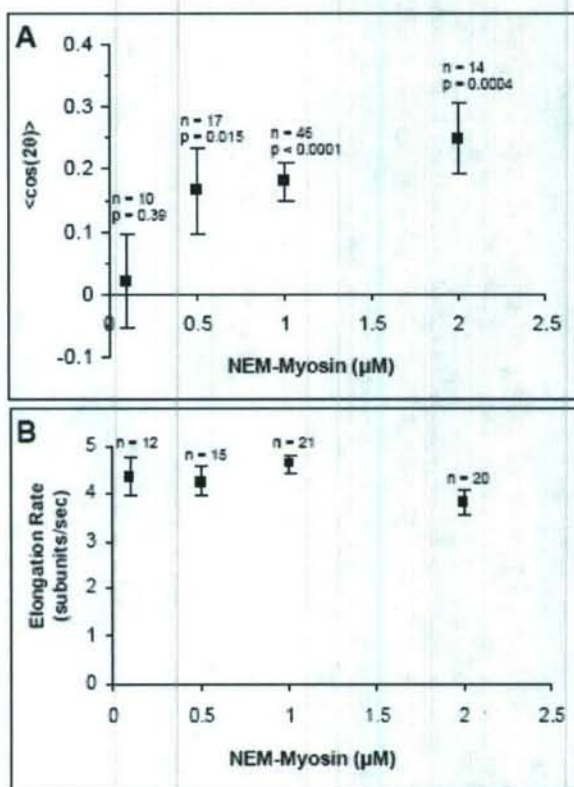 A
0.4
0.3
0.2
0.1
0
-0.1
<cos(2θ)>
n = 10
p = 0.39
n = 17
p = 0.015
n = 46
p < 0.0001
n = 14
p = 0.0004
0 0.5 1 1.5 2 2.5
NEM-Myosin (µM)
B
5
4
3
2
1
0
Elongation Rate
(subunits/sec)
n = 12
n = 15
n = 21
n = 20
0 0.5 1 1.5 2 2.5
NEM-Myosin (µM)